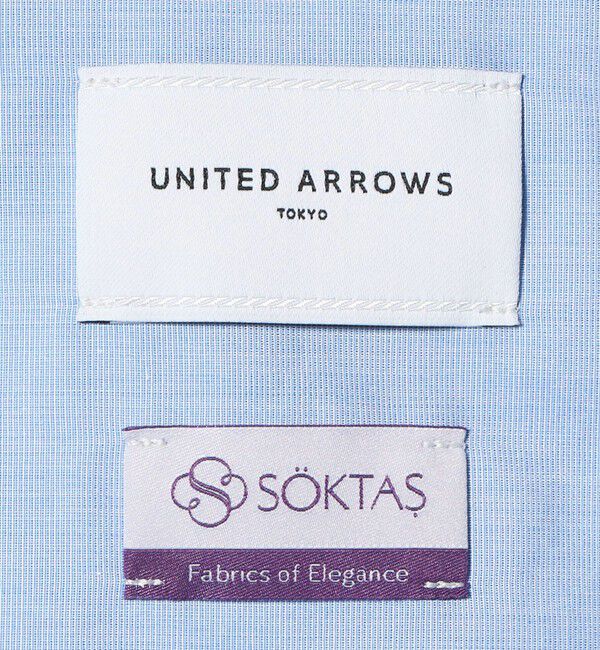 UNITED ARROWS
TOKYO
SÖKTAŞ
Fabrics of Elegance